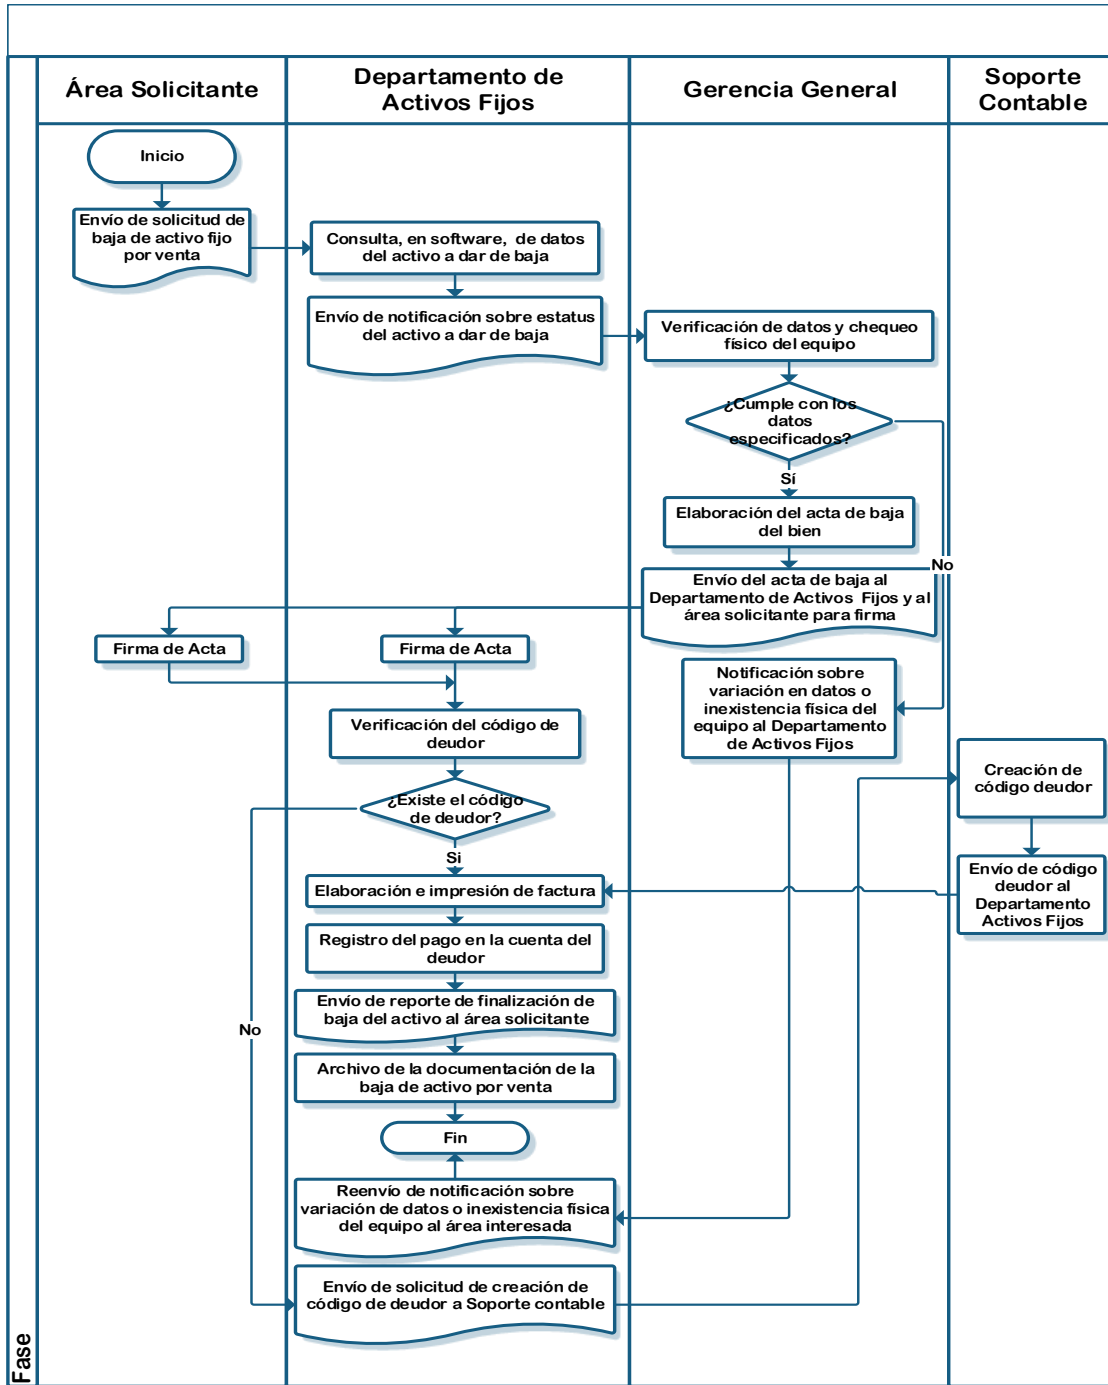 Área Solicitante
Departamento de
Activos Fijos
Gerencia General
Soporte
Contable
Inicio
Envío de solicitud de
baja de activo fijo
por venta
Consulta, en software, de datos
del activo a dar de baja
Envío de notificación sobre estatus
del activo a dar de baja
Verificación de datos y chequeo
físico del equipo
¿Cumple con los
datos
especificados?
Sí
Elaboración del acta de baja
del bien
No
Envío del acta de baja al
Departamento de Activos Fijos y al
área solicitante para firma
Firma de Acta
Firma de Acta
Notificación sobre
variación en datos o
inexistencia física del
equipo al Departamento
de Activos Fijos
Verificación del código de
deudor
Creación de
código deudor
¿Existe el código
de deudor?
Si
Envío de código
deudor al
Departamento
Activos Fijos
Elaboración e impresión de factura
Registro del pago en la cuenta del
deudor
Envío de reporte de finalización de
baja del activo al área solicitante
No
Archivo de la documentación de la
baja de activo por venta
Fin
Reenvío de notificación sobre
variación de datos o inexistencia física
del equipo al área interesada
Envío de solicitud de creación de
código de deudor a Soporte contable
Fase